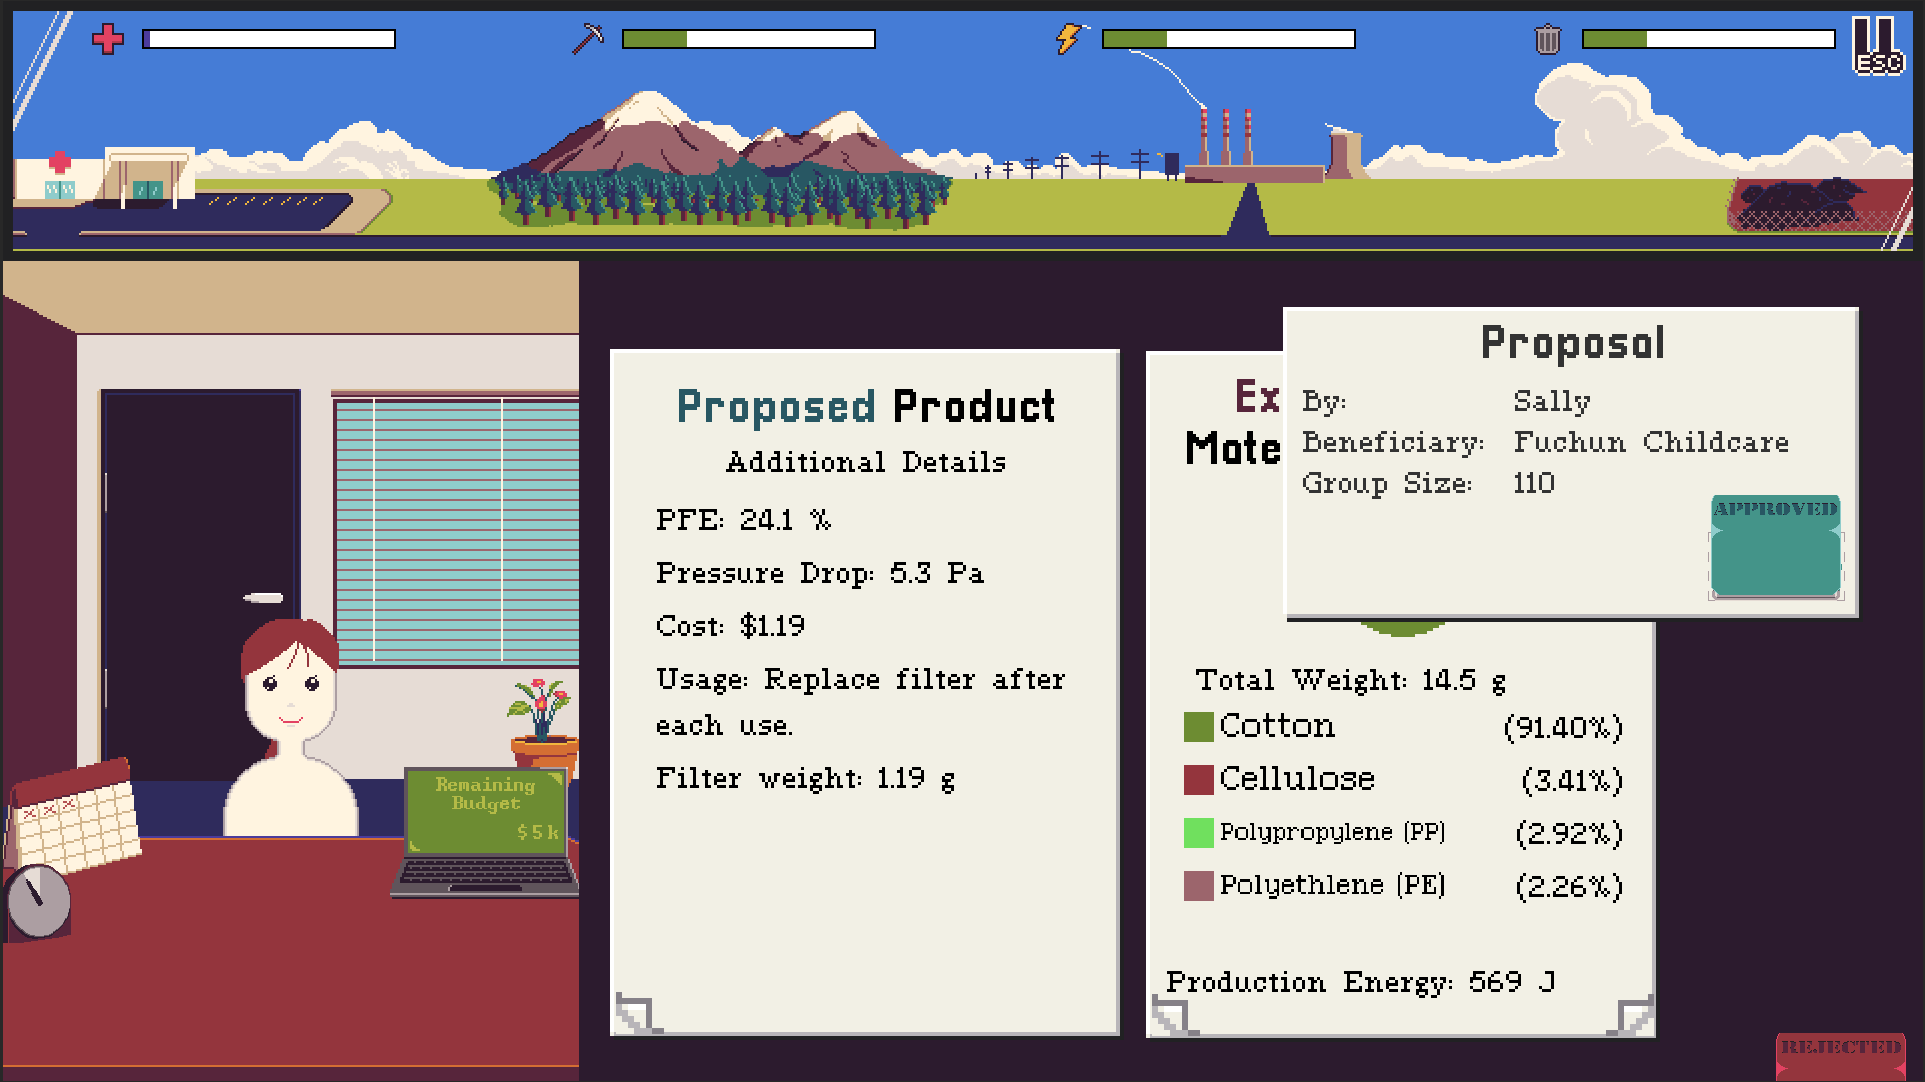 ESC
Proposal
By: Sally
Beneficiary: Fuchun Childcare
Group Size: 110
APPROVED
Proposed Product
Additional Details
PFE: 24.1 %
Pressure Drop: 5.3 Pa
Cost: $1.19
Usage: Replace filter after
each use.
Filter weight: 1.19 g
Ex
Mate
Total Weight: 14.5 g
Cotton (91.40%)
Cellulose (3.41%)
Polypropylene (PP) (2.92%)
Polyethlene (PE) (2.26%)
Production Energy: 569 J
Remaining
Budget
$5k
REJECTED